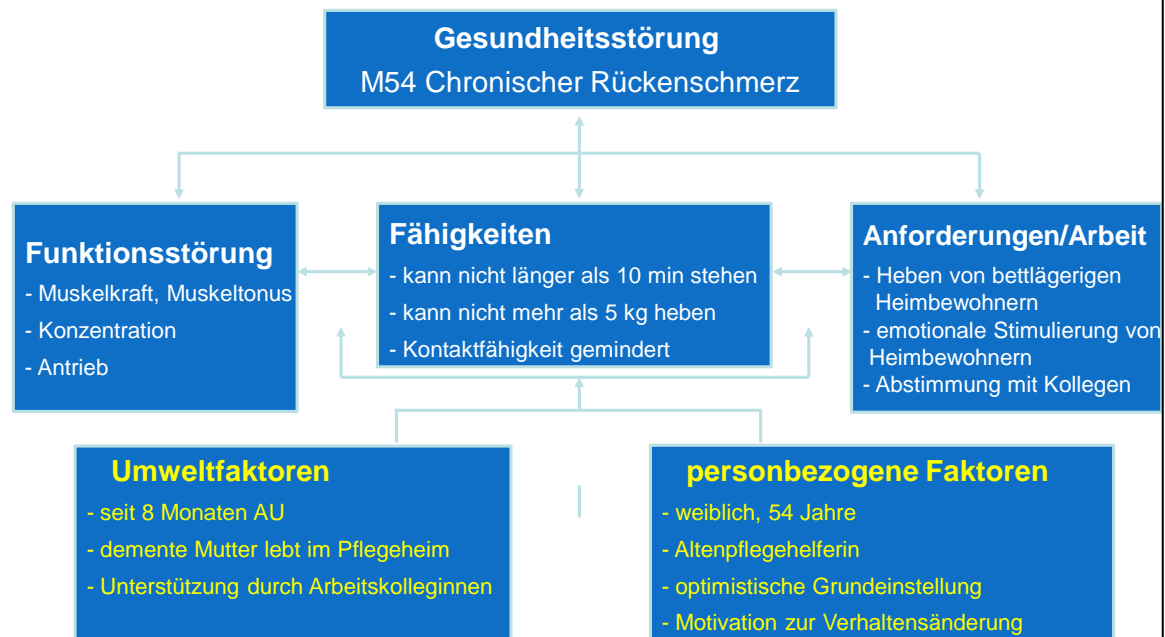 Gesundheitsstörung
M54 Chronischer Rückenschmerz
Funktionsstörung
- Muskelkraft, Muskeltonus
- Konzentration
- Antrieb
Fähigkeiten
- kann nicht länger als 10 min stehen
- kann nicht mehr als 5 kg heben
- Kontaktfähigkeit gemindert
Anforderungen/Arbeit
- Heben von bettlägerigen
Heimbewohnern
- emotionale Stimulierung von
Heimbewohnern
- Abstimmung mit Kollegen
Umweltfaktoren
- seit 8 Monaten AU
- demente Mutter lebt im Pflegeheim
- Unterstützung durch Arbeitskolleginnen
personbezogene Faktoren
- weiblich, 54 Jahre
- Altenpflegehelferin
- optimistische Grundeinstellung
- Motivation zur Verhaltensänderung